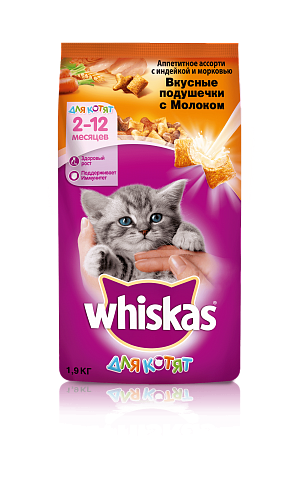 Аппетитное ассорти
с индейкой и морковью
Вкусные
подушечки
с Молоком
ДЛЯ КОТЯТ
2-12
месяцев
Здоровый
рост
Поддерживает
Иммунитет
whiskas
ДЛЯ КОТЯТ
1,9 КГ